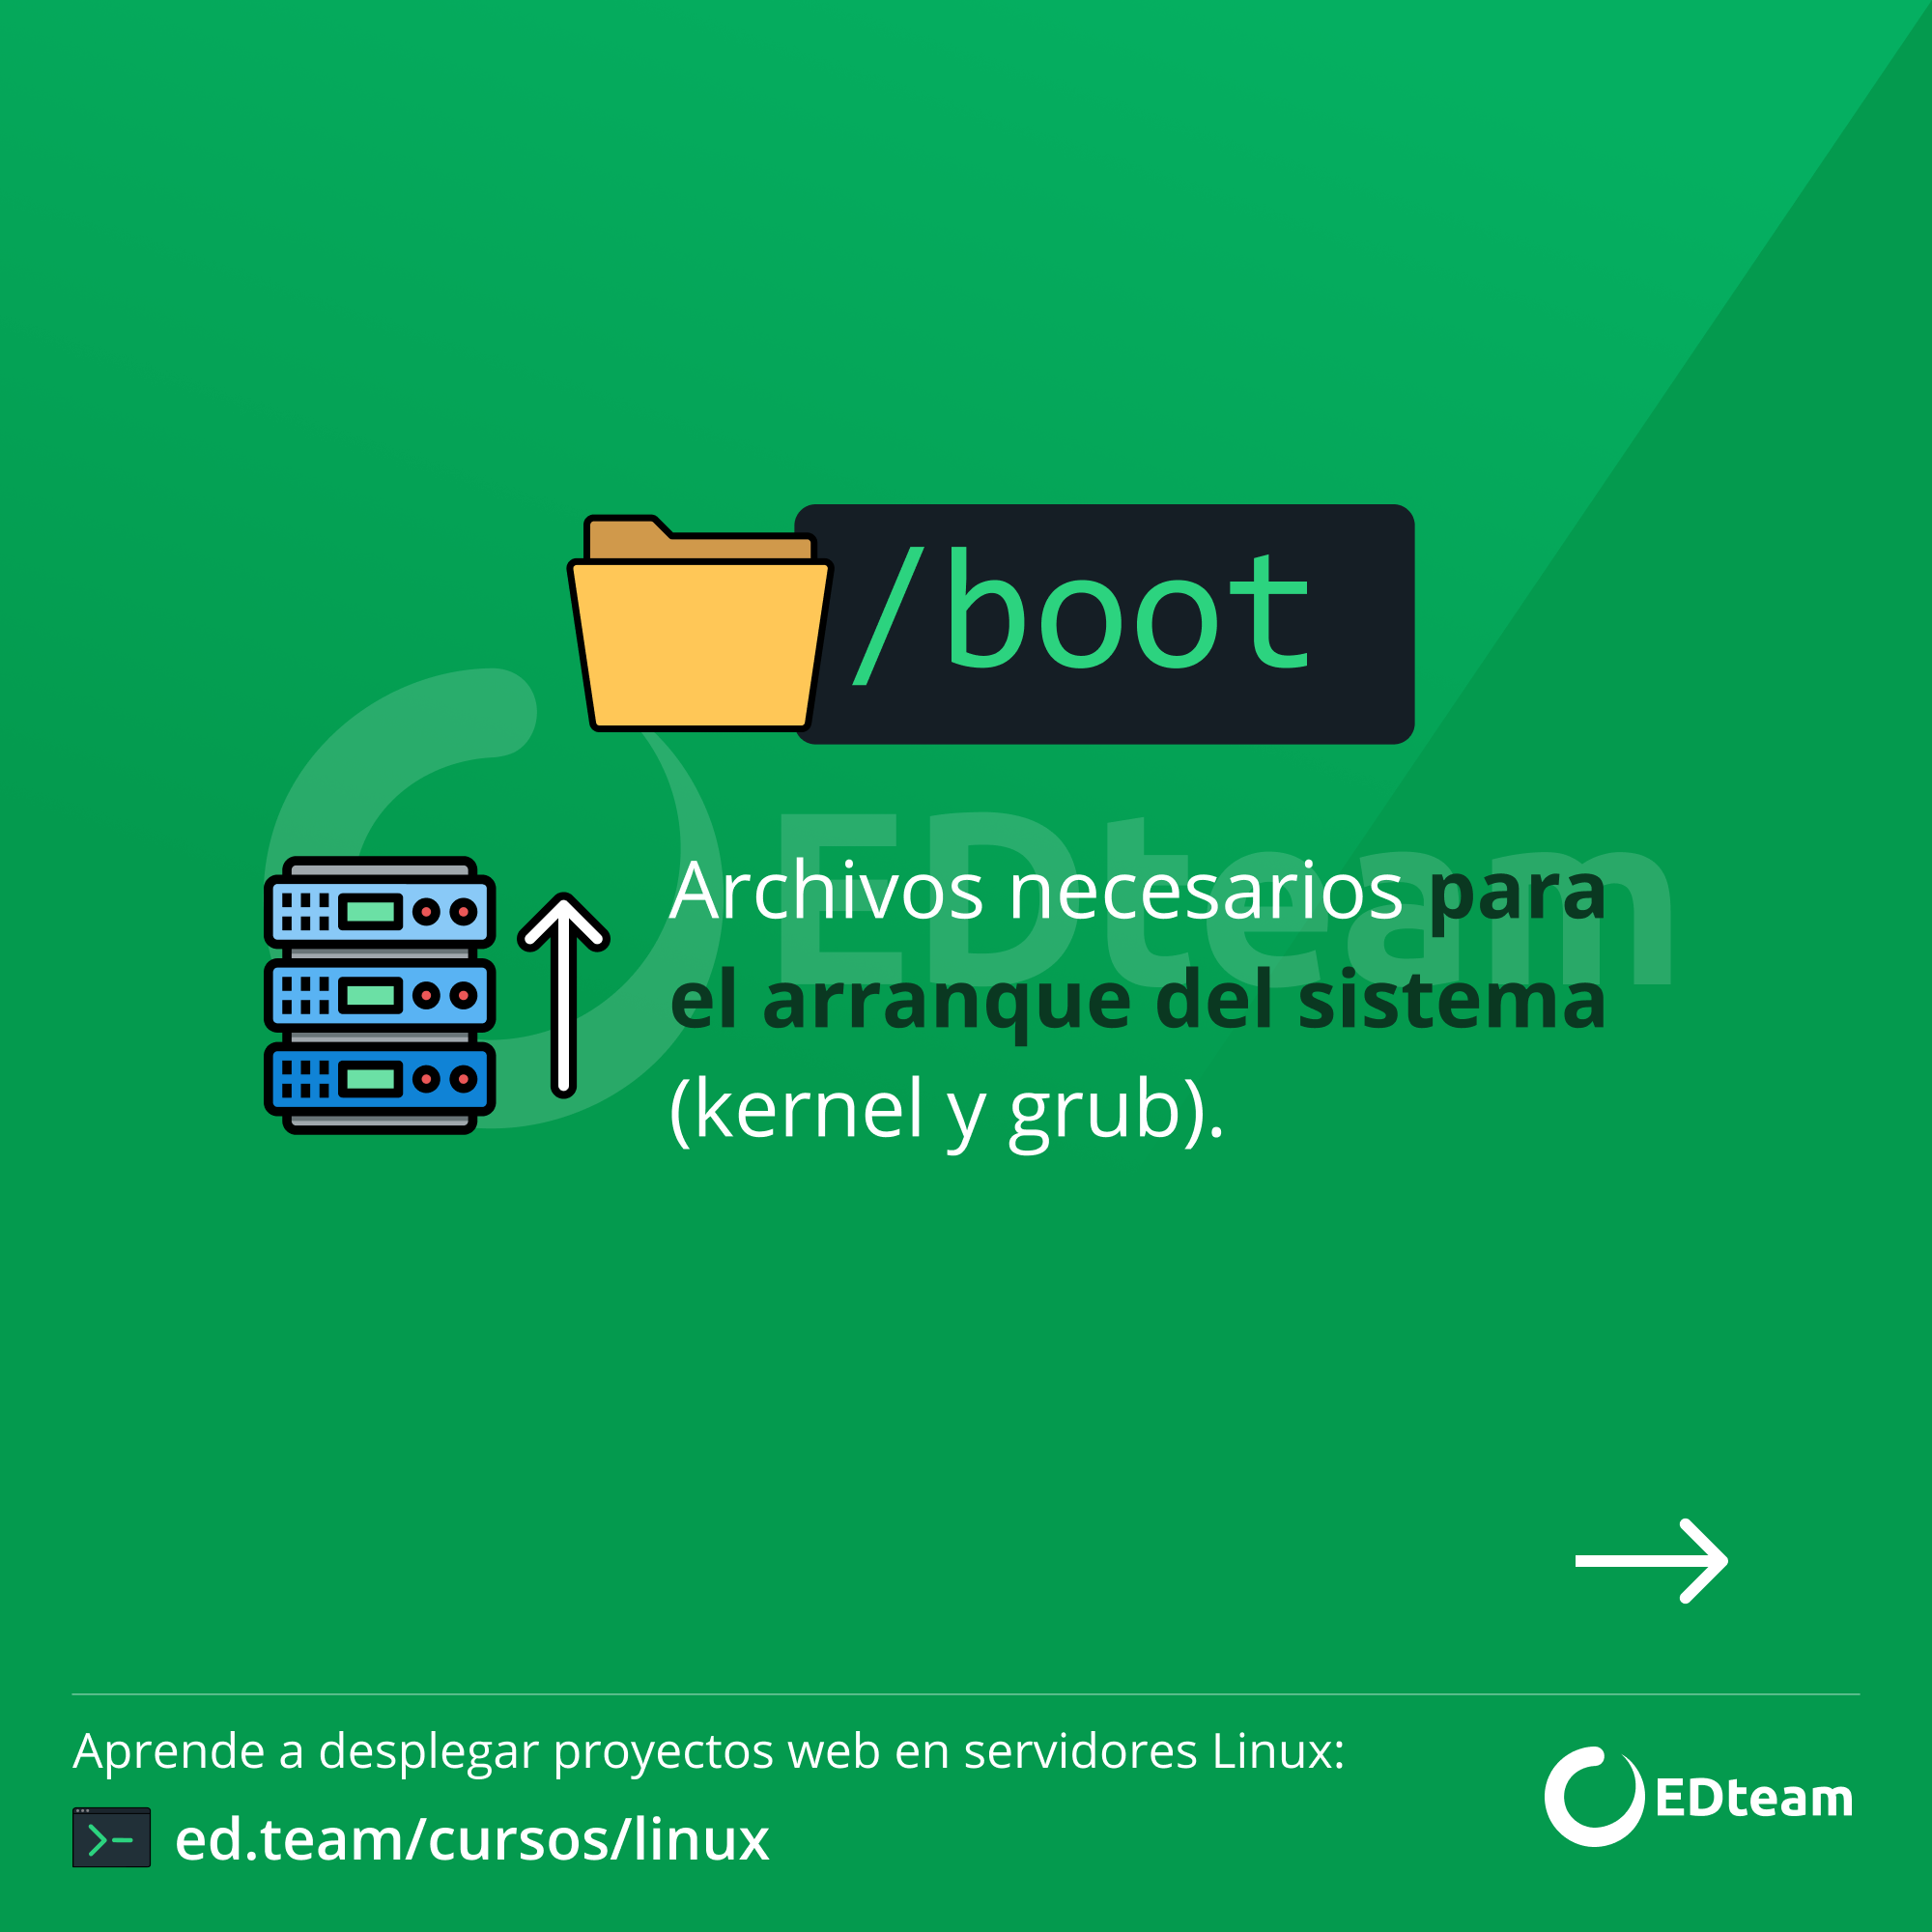 /boot
EDteam
Archivos necesarios para
el arranque del sistema
(kernel y grub).
Aprende a desplegar proyectos web en servidores Linux:
ed.team/cursos/linux
EDteam